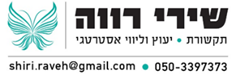 שירי רווה
תקשורת • יעוץ וליווי אסטרטגי
shiri.raveh@gmail.com • 050-3397373